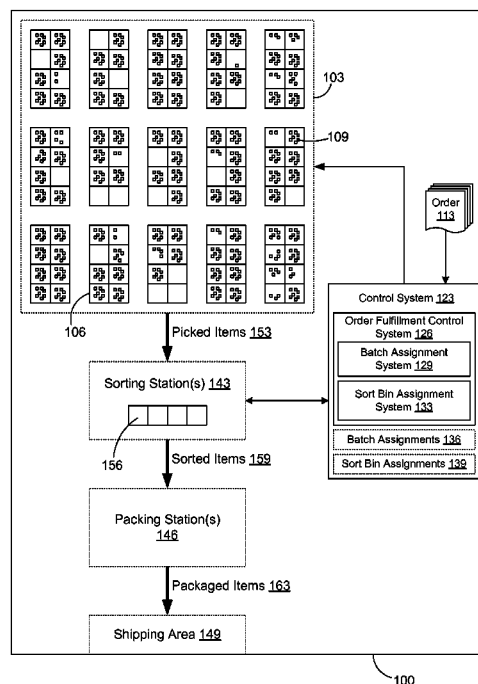 103
109
Order
113
106
Picked Items 153
Control System 123
Order Fulfillment Control
System 126
Batch Assignment
System 129
Sort Bin Assignment
System 133
Batch Assignments 136
Sort Bin Assignments 139
Sorting Station(s) 143
156
Sorted Items 159
Packing Station(s)
146
Packaged Items 163
Shipping Area 149
100